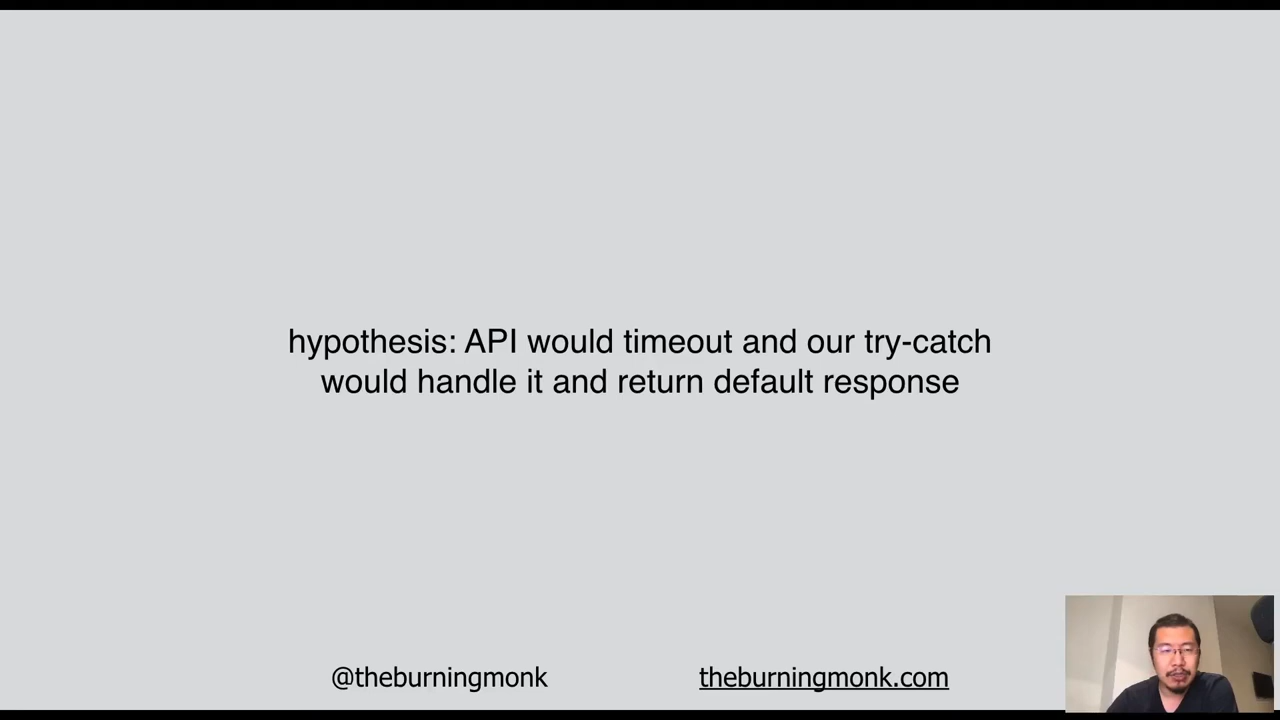 hypothesis: API would timeout and our try-catch
would handle it and return default response
@theburningmonk
theburningmonk.com